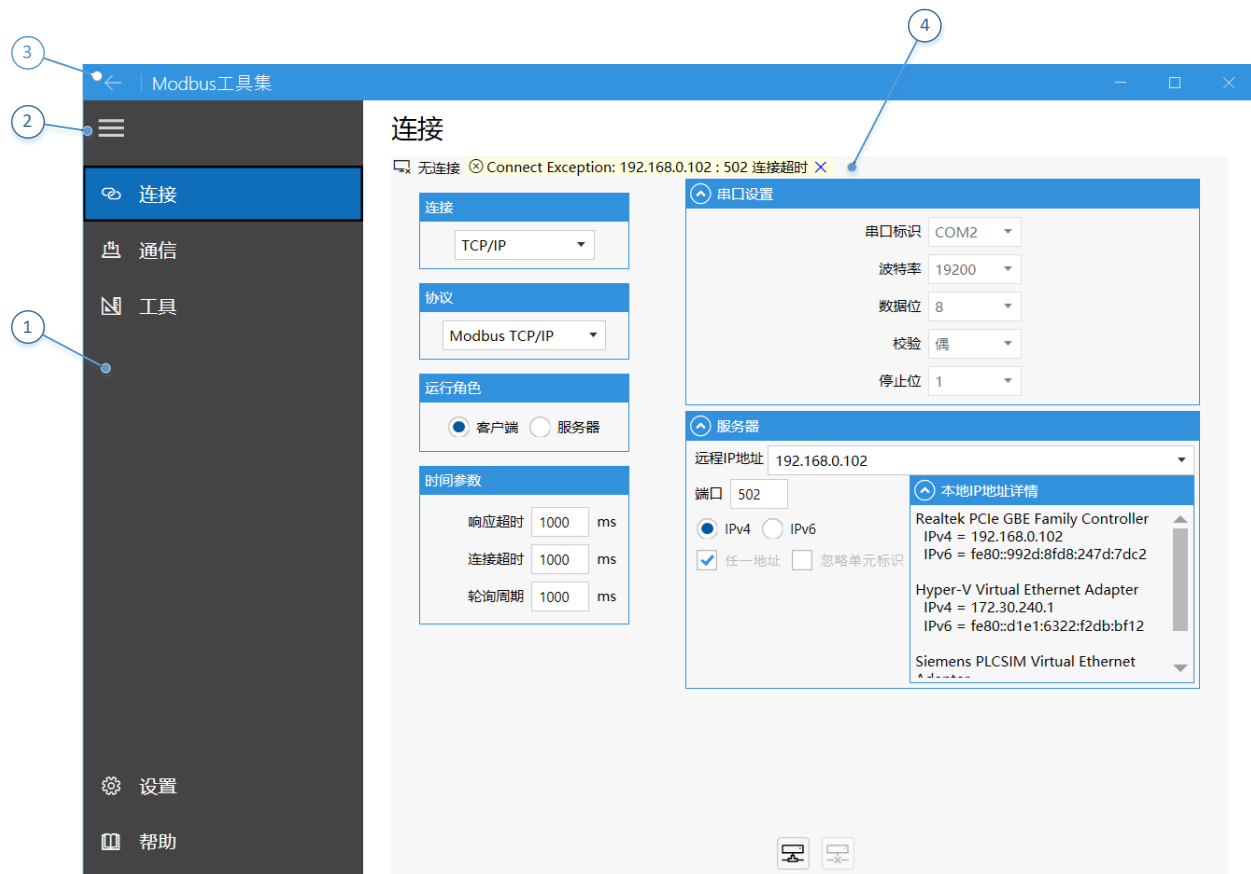 4
3
Modbus工具集
2
连接
无连接 Connect Exception: 192.168.0.102 : 502 连接超时
连接
通信
工具
1
设置
帮助
连接
TCP/IP
协议
Modbus TCP/IP
运行角色
客户端 服务器
时间参数
响应超时 1000 ms
连接超时 1000 ms
轮询周期 1000 ms
串口设置
串口标识 COM2
波特率 19200
数据位 8
校验 偶
停止位 1
服务器
远程IP地址 192.168.0.102
端口 502
IPv4 IPv6
任一地址 忽略单元标识
本地IP地址详情
Realtek PCIe GBE Family Controller
IPv4 = 192.168.0.102
IPv6 = fe80::992d:8fd8:247d:7dc2
Hyper-V Virtual Ethernet Adapter
IPv4 = 172.30.240.1
IPv6 = fe80::d1e1:6322:f2db:bf12
Siemens PLCSIM Virtual Ethernet